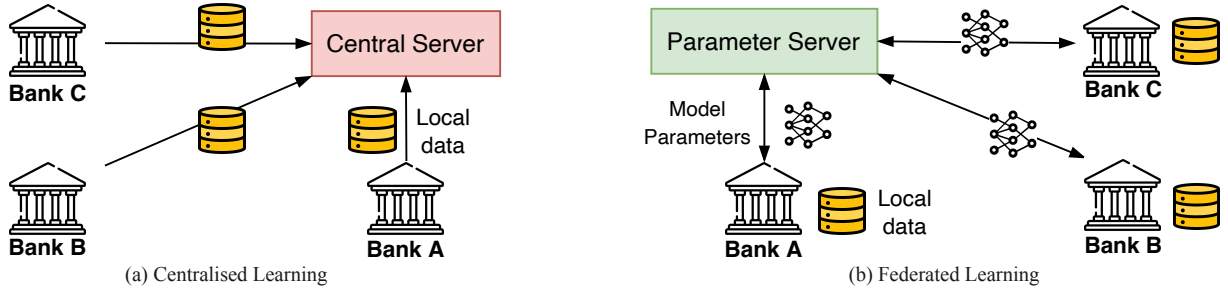 Central Server
Bank C
Local
data
Bank B
Bank A
(a) Centralised Learning
Parameter Server
Bank C
Model
Parameters
Local
data
Bank A
Bank B
(b) Federated Learning